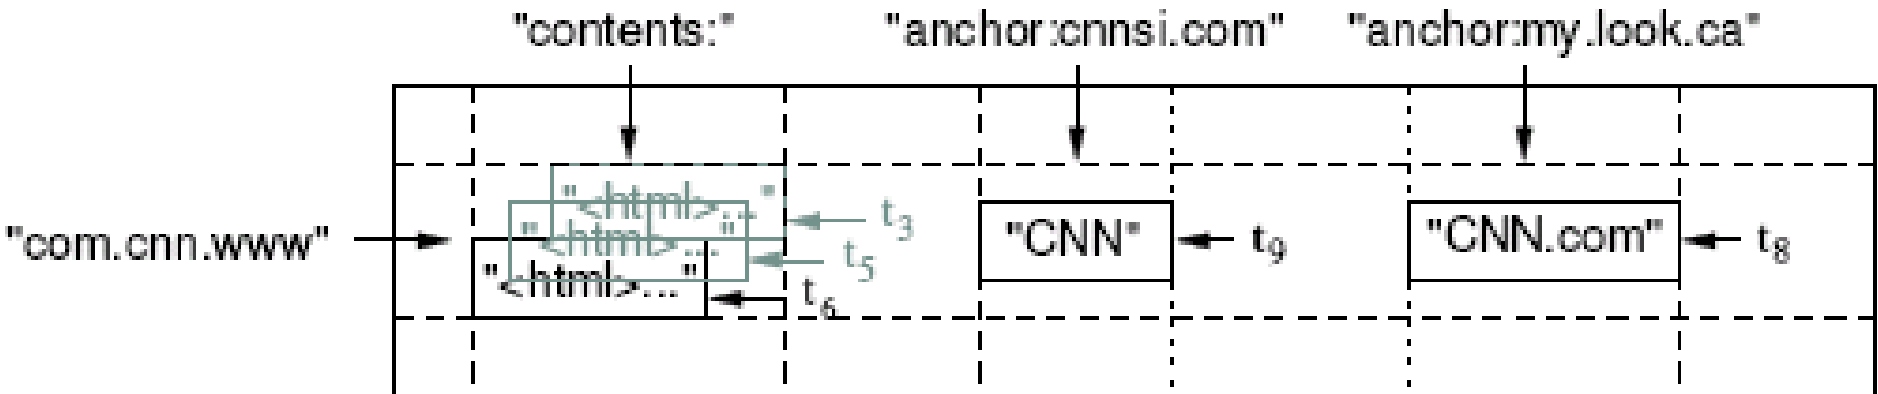 "contents:" "anchor:cnnsi.com" "anchor:my.look.ca"
"<html>..." t3
"com.cnn.www" "<html>..." t5 "CNN" t9 "CNN.com" t8
"<html>..." t6